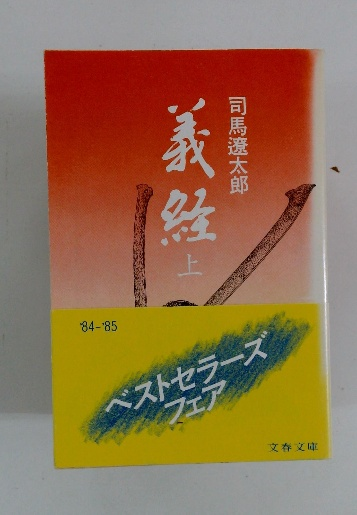 司馬遼太郎
義経
上
'84-'85
ベストセラーズ
フェア
文春文庫